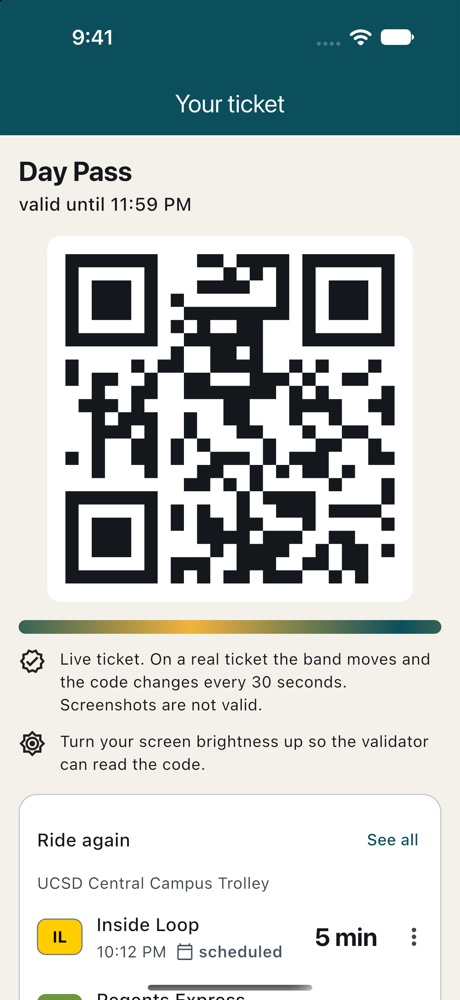 9:41
Your ticket
Day Pass
valid until 11:59 PM
Live ticket. On a real ticket the band moves and
the code changes every 30 seconds.
Screenshots are not valid.
Turn your screen brightness up so the validator
can read the code.
Ride again
See all
UCSD Central Campus Trolley
IL
Inside Loop
10:12 PM scheduled
5 min
Regents Express